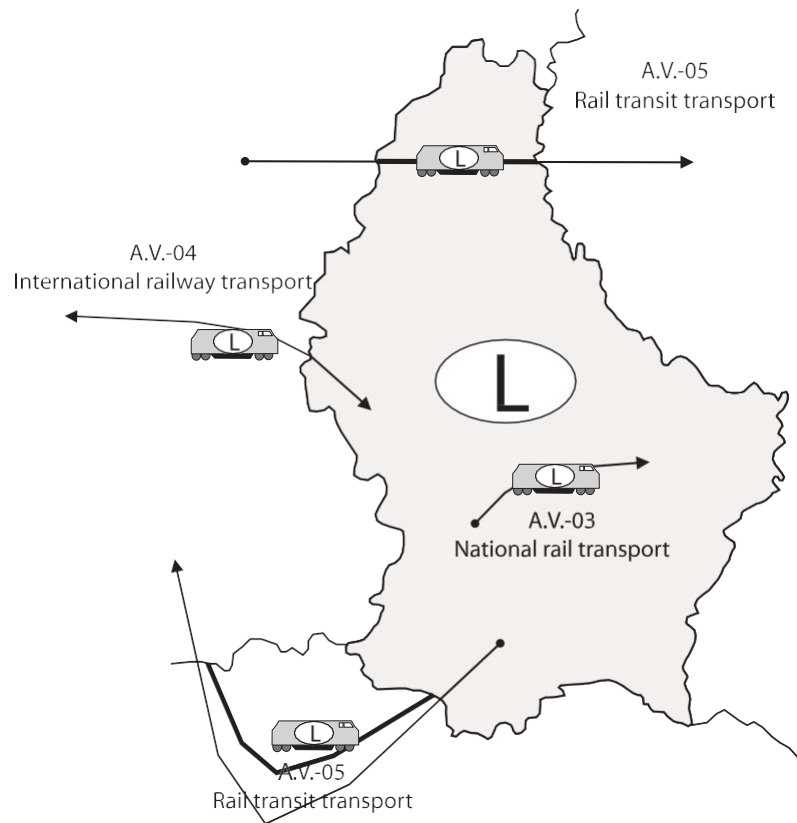 A.V.-05
Rail transit transport
L
A.V.-04
International railway transport
L
L
L
A.V.-03
National rail transport
L
A.V.-05
Rail transit transport